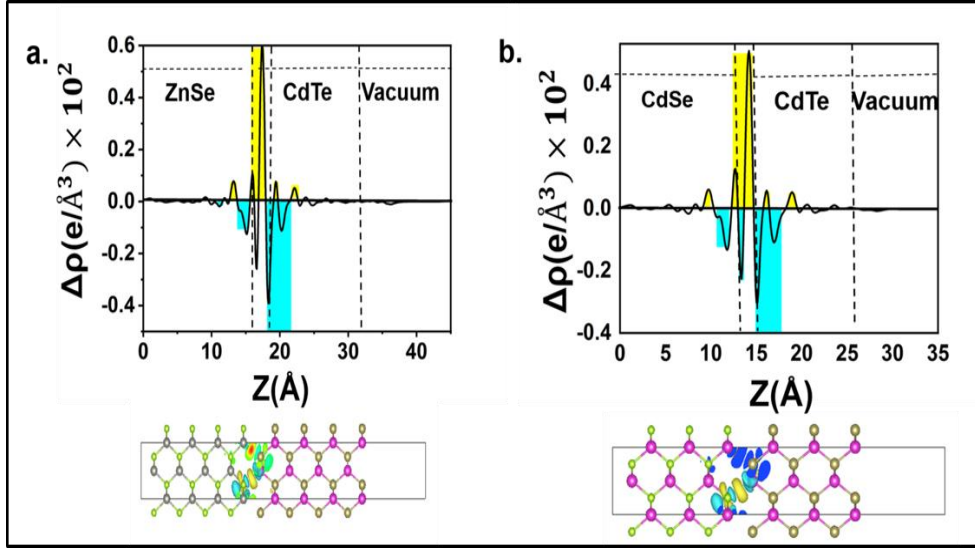 a.
Δρ(e/Å³) × 10²
0.6
0.4
0.2
0.0
-0.2
-0.4
ZnSe CdTe Vacuum
0 10 20 30 40
Z(Å)
b.
Δρ(e/Å³) × 10²
0.4
0.2
0.0
-0.2
-0.4
CdSe CdTe Vacuum
0 5 10 15 20 25 30 35
Z(Å)